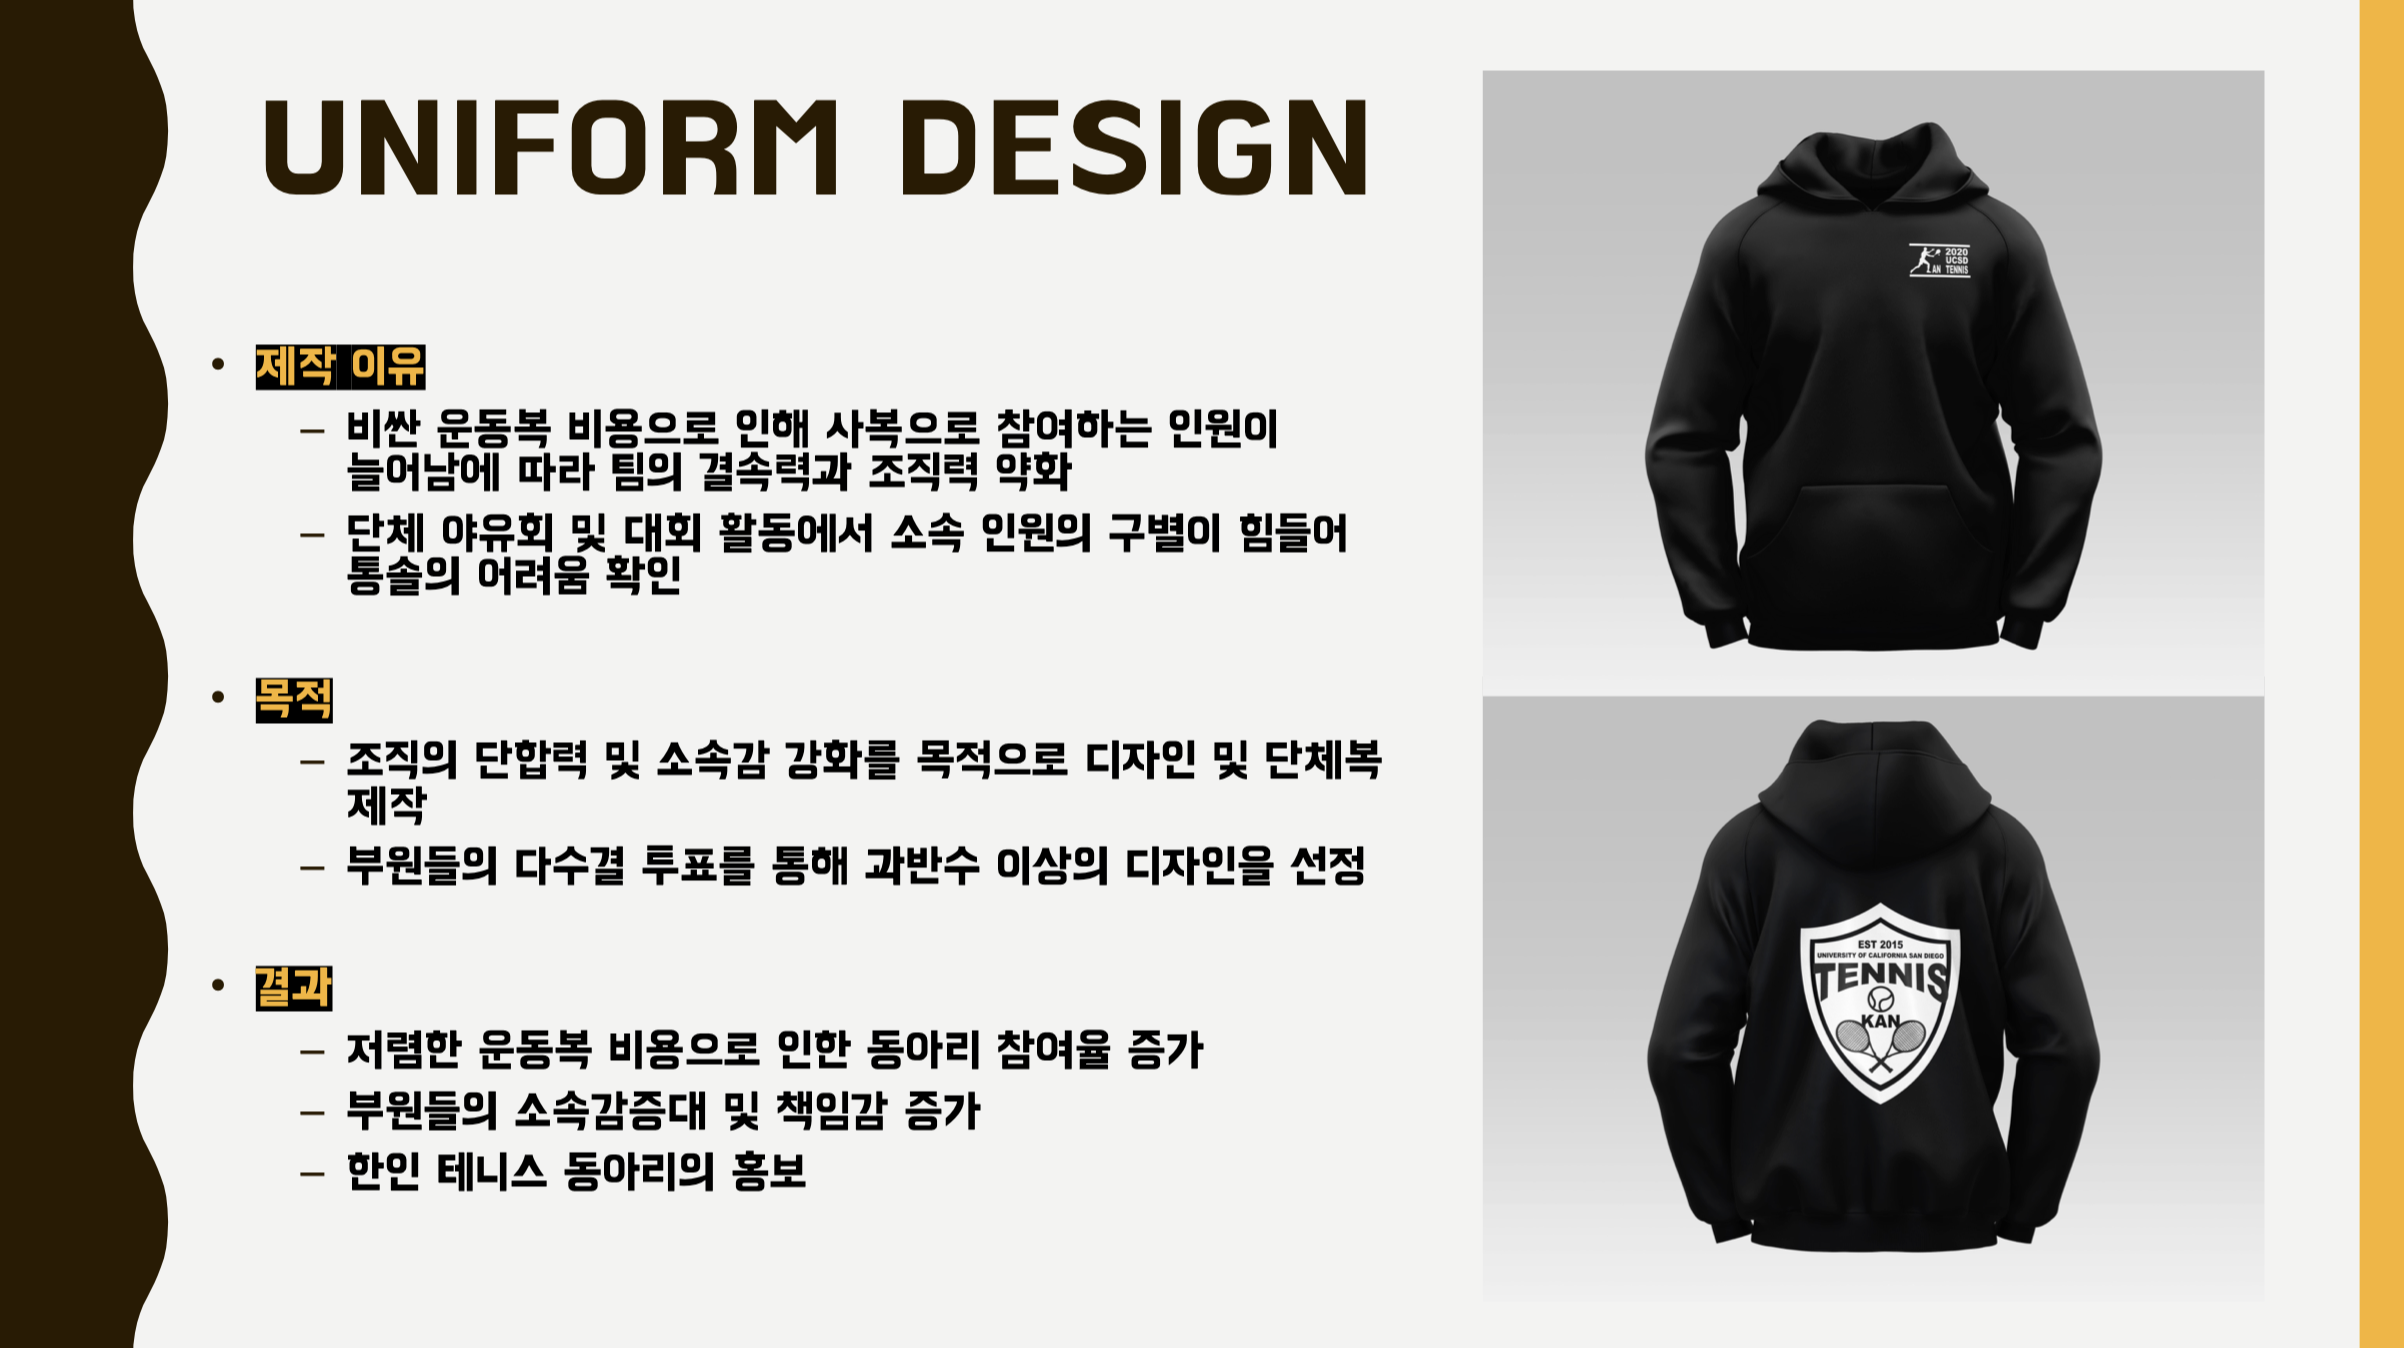 UNIFORM DESIGN
• 제작 이유
– 비싼 운동복 비용으로 인해 사복으로 참여하는 인원이
늘어남에 따라 팀의 결속력과 조직력 약화
– 단체 야유회 및 대회 활동에서 소속 인원의 구별이 힘들어
통솔의 어려움 확인
• 목적
– 조직의 단합력 및 소속감 강화를 목적으로 디자인 및 단체복
제작
– 부원들의 다수결 투표를 통해 과반수 이상의 디자인을 선정
• 결과
– 저렴한 운동복 비용으로 인한 동아리 참여율 증가
– 부원들의 소속감증대 및 책임감 증가
– 한인 테니스 동아리의 홍보
2020
UCSD
AN TENNIS
EST 2015
UNIVERSITY OF CALIFORNIA SAN DIEGO
TENNIS
KAN